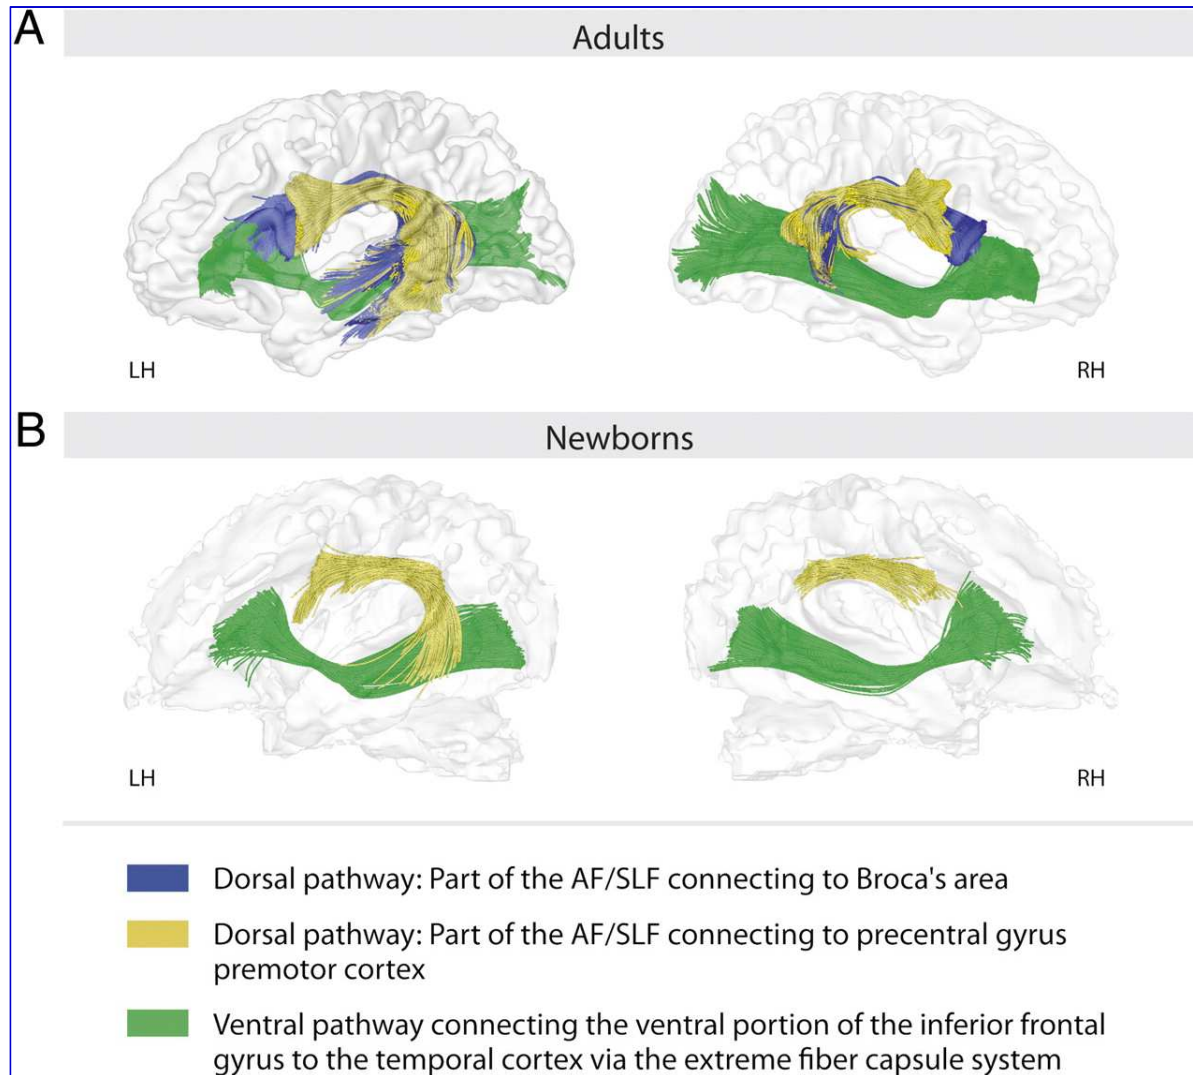 A
Adults
LH
RH
B
Newborns
LH
RH
Dorsal pathway: Part of the AF/SLF connecting to Broca's area
Dorsal pathway: Part of the AF/SLF connecting to precentral gyrus
premotor cortex
Ventral pathway connecting the ventral portion of the inferior frontal
gyrus to the temporal cortex via the extreme fiber capsule system